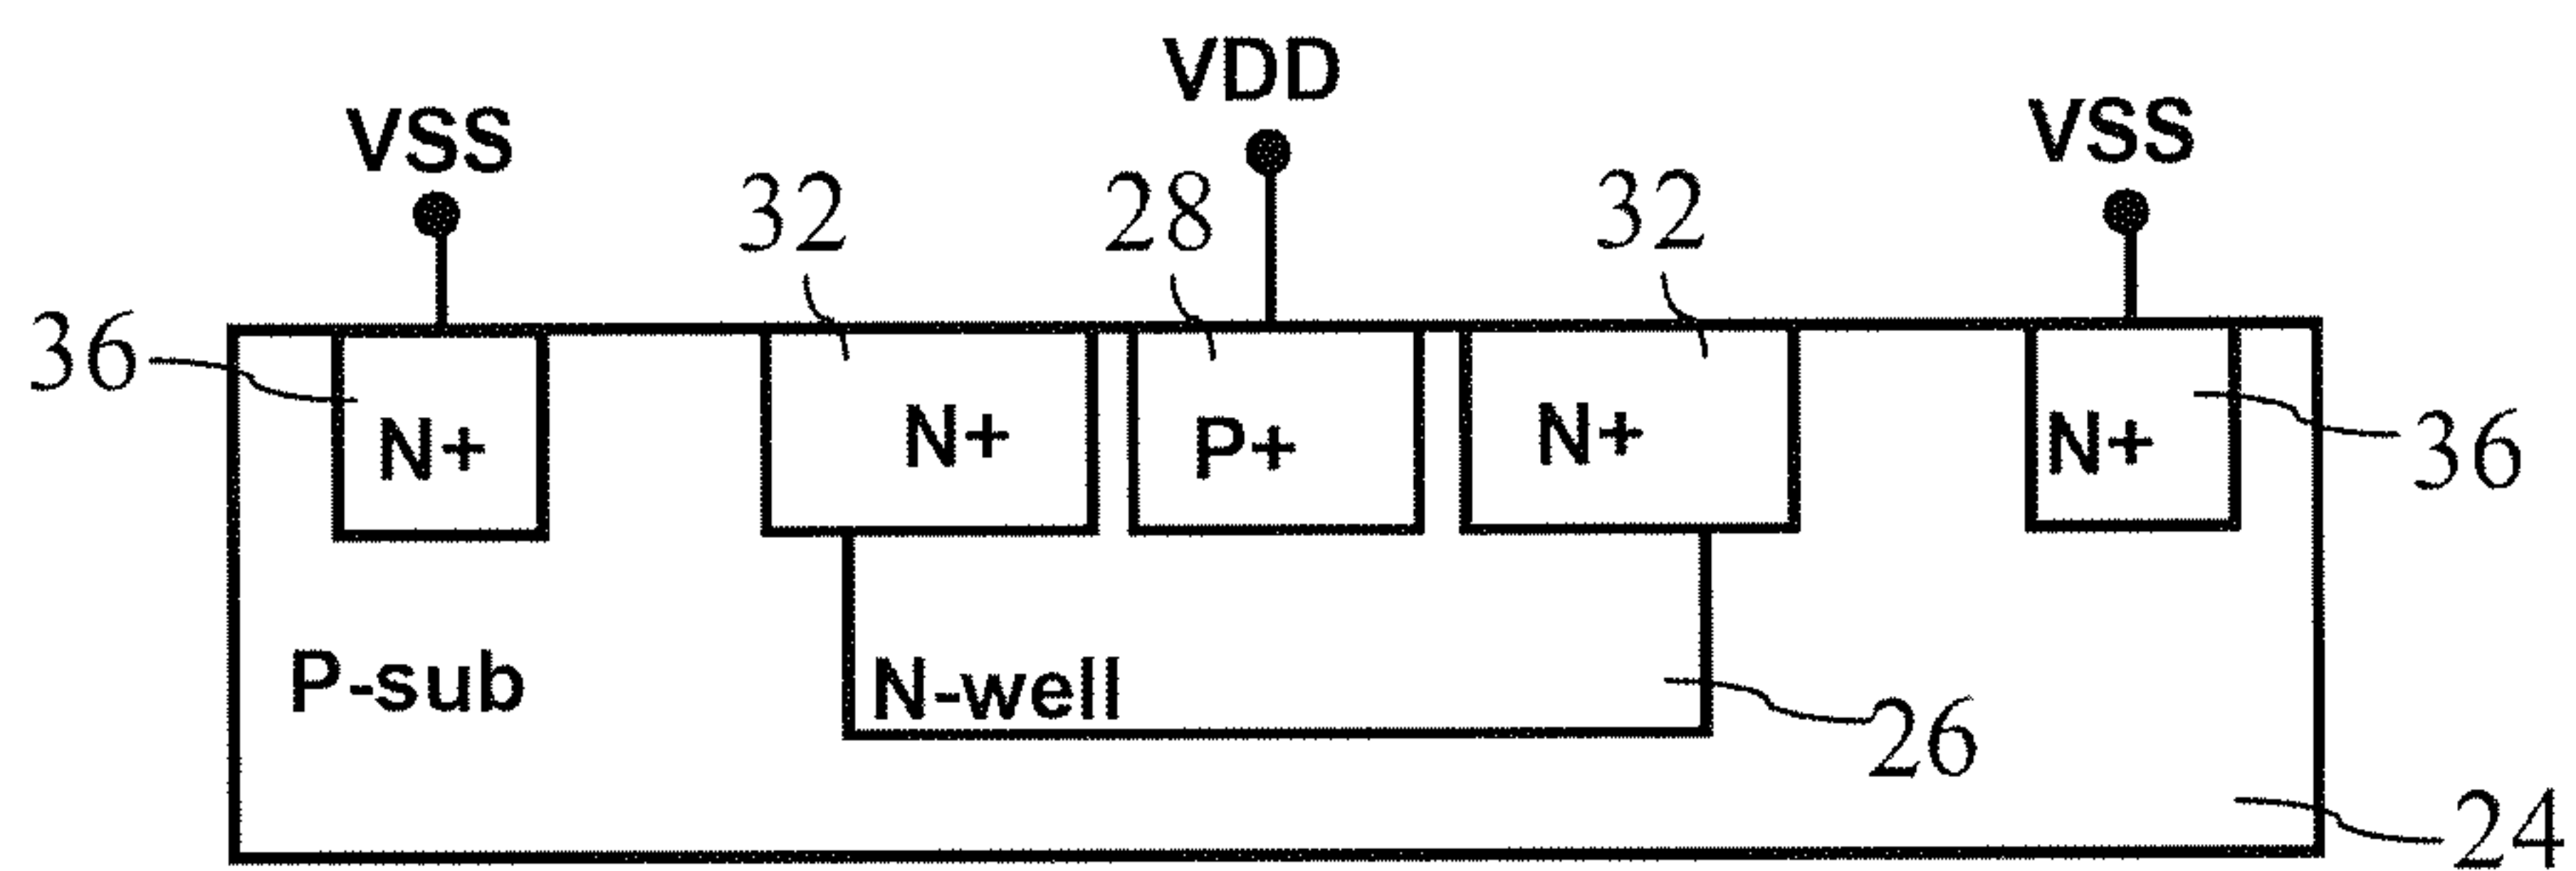 VDD
VSS VSS
32 28 32
36
N+ N+ P+ N+ N+ 36
P-sub N-well 26
24